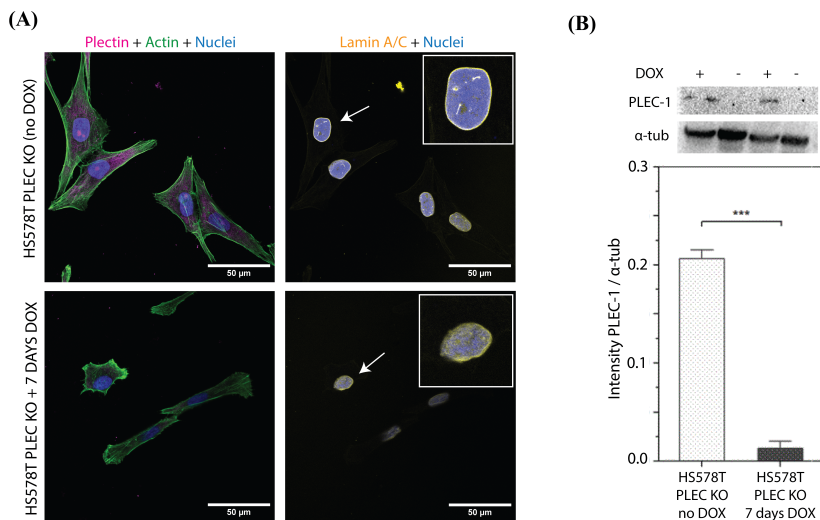 (A)
Plectin + Actin + Nuclei
Lamin A/C + Nuclei
HS578T PLEC KO (no DOX)
50 µm
50 µm
HS578T PLEC KO + 7 DAYS DOX
50 µm
50 µm
(B)
DOX + - + -
PLEC-1
α-tub
Intensity PLEC-1 / α-tub
0.3
0.2
0.1
0.0
***
HS578T
PLEC KO
no DOX
HS578T
PLEC KO
7 days DOX